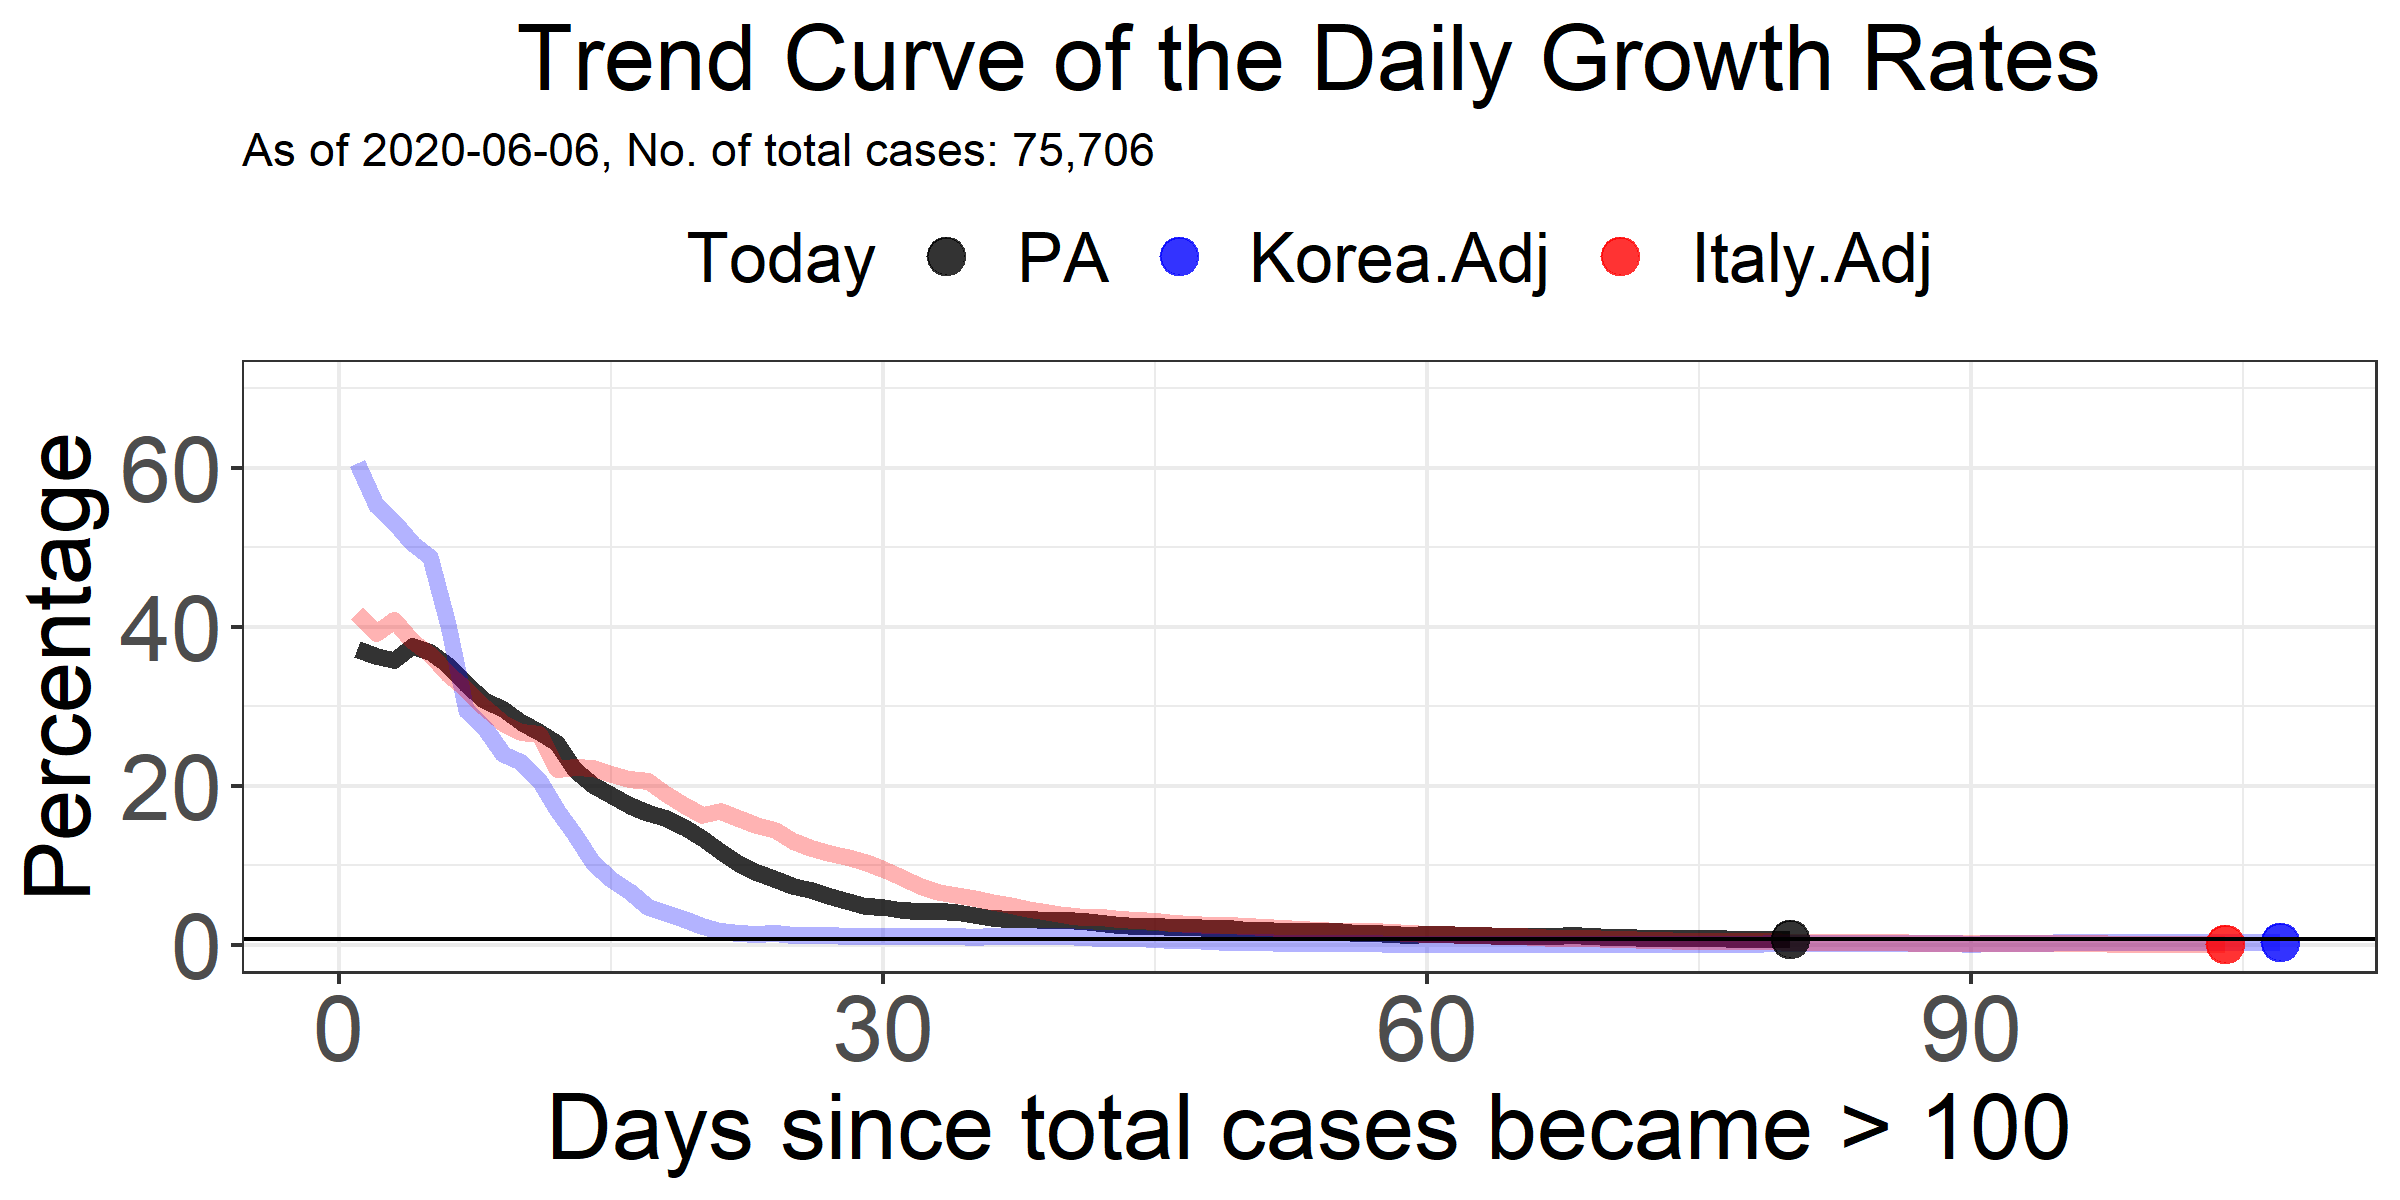 Trend Curve of the Daily Growth Rates
As of 2020-06-06, No. of total cases: 75,706
Today PA Korea.Adj Italy.Adj
Percentage
60
40
20
0
0 30 60 90
Days since total cases became > 100